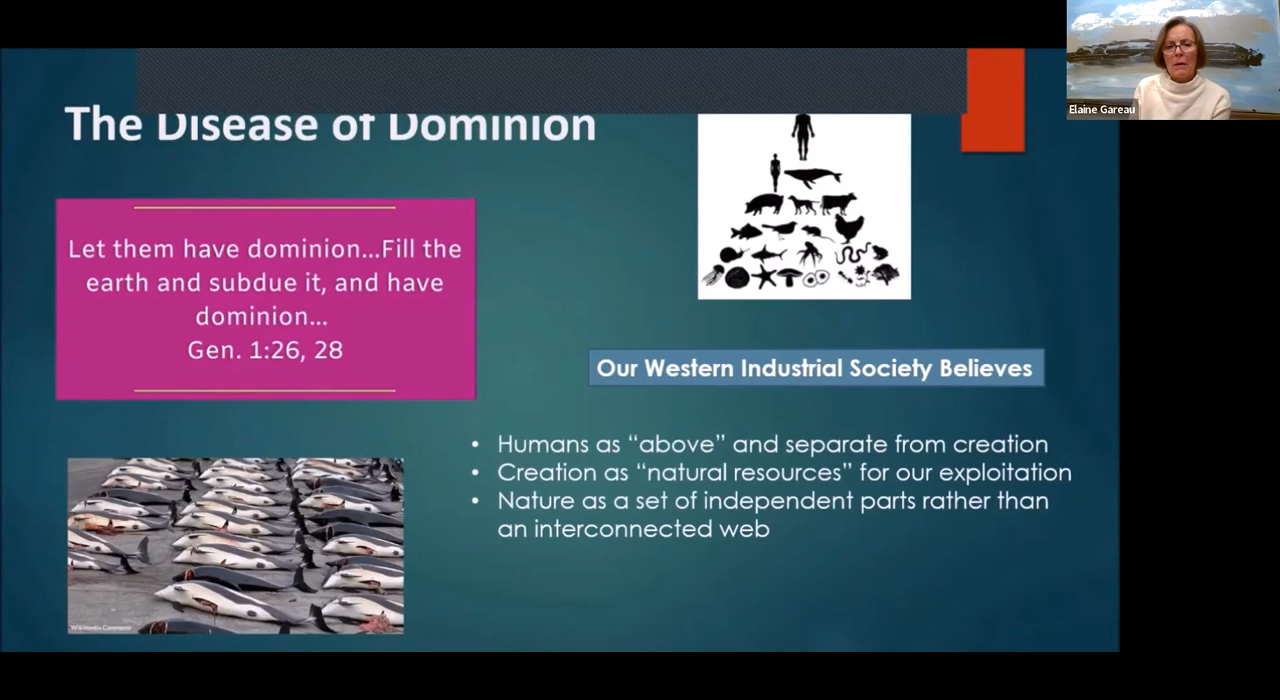 Elaine Gareau
The Disease of Dominion
Let them have dominion...Fill the
earth and subdue it, and have
dominion...
Gen. 1:26, 28
Our Western Industrial Society Believes
• Humans as “above” and separate from creation
• Creation as “natural resources” for our exploitation
• Nature as a set of independent parts rather than
an interconnected web
Wikimedia Commons